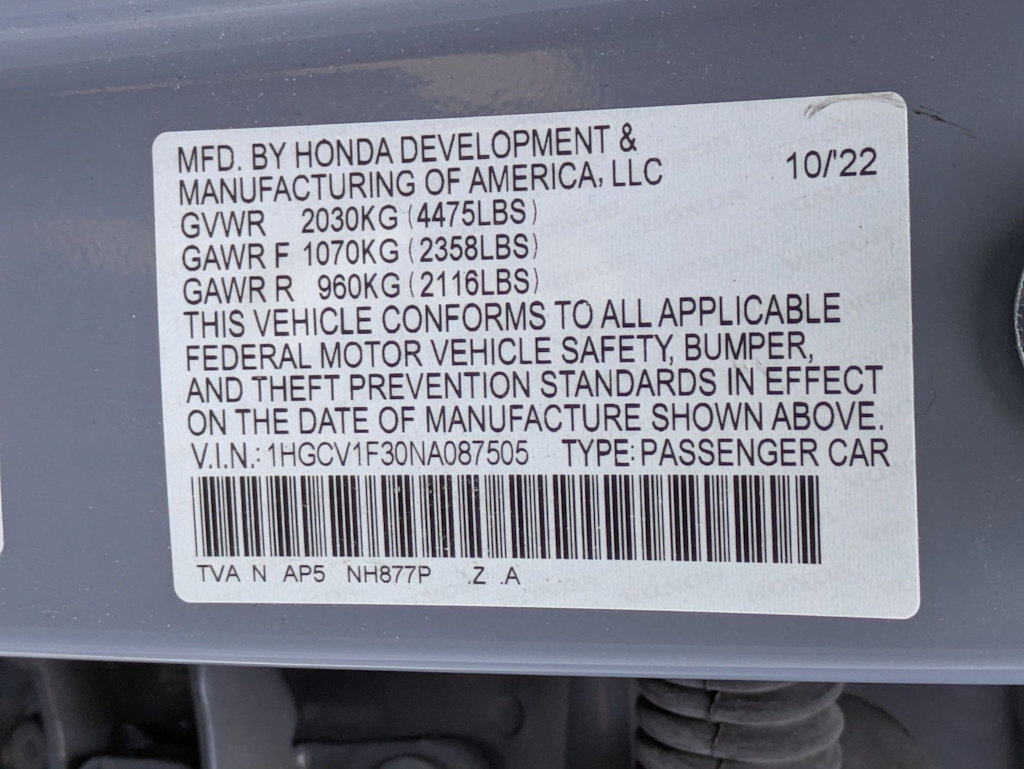 MFD. BY HONDA DEVELOPMENT &
MANUFACTURING OF AMERICA, LLC 10/'22
GVWR 2030KG (4475LBS)
GAWR F 1070KG (2358LBS)
GAWR R 960KG (2116LBS)
THIS VEHICLE CONFORMS TO ALL APPLICABLE
FEDERAL MOTOR VEHICLE SAFETY, BUMPER,
AND THEFT PREVENTION STANDARDS IN EFFECT
ON THE DATE OF MANUFACTURE SHOWN ABOVE.
V.I.N.: 1HGCV1F30NA087505 TYPE: PASSENGER CAR
TVA N AP5 NH877P .Z .A